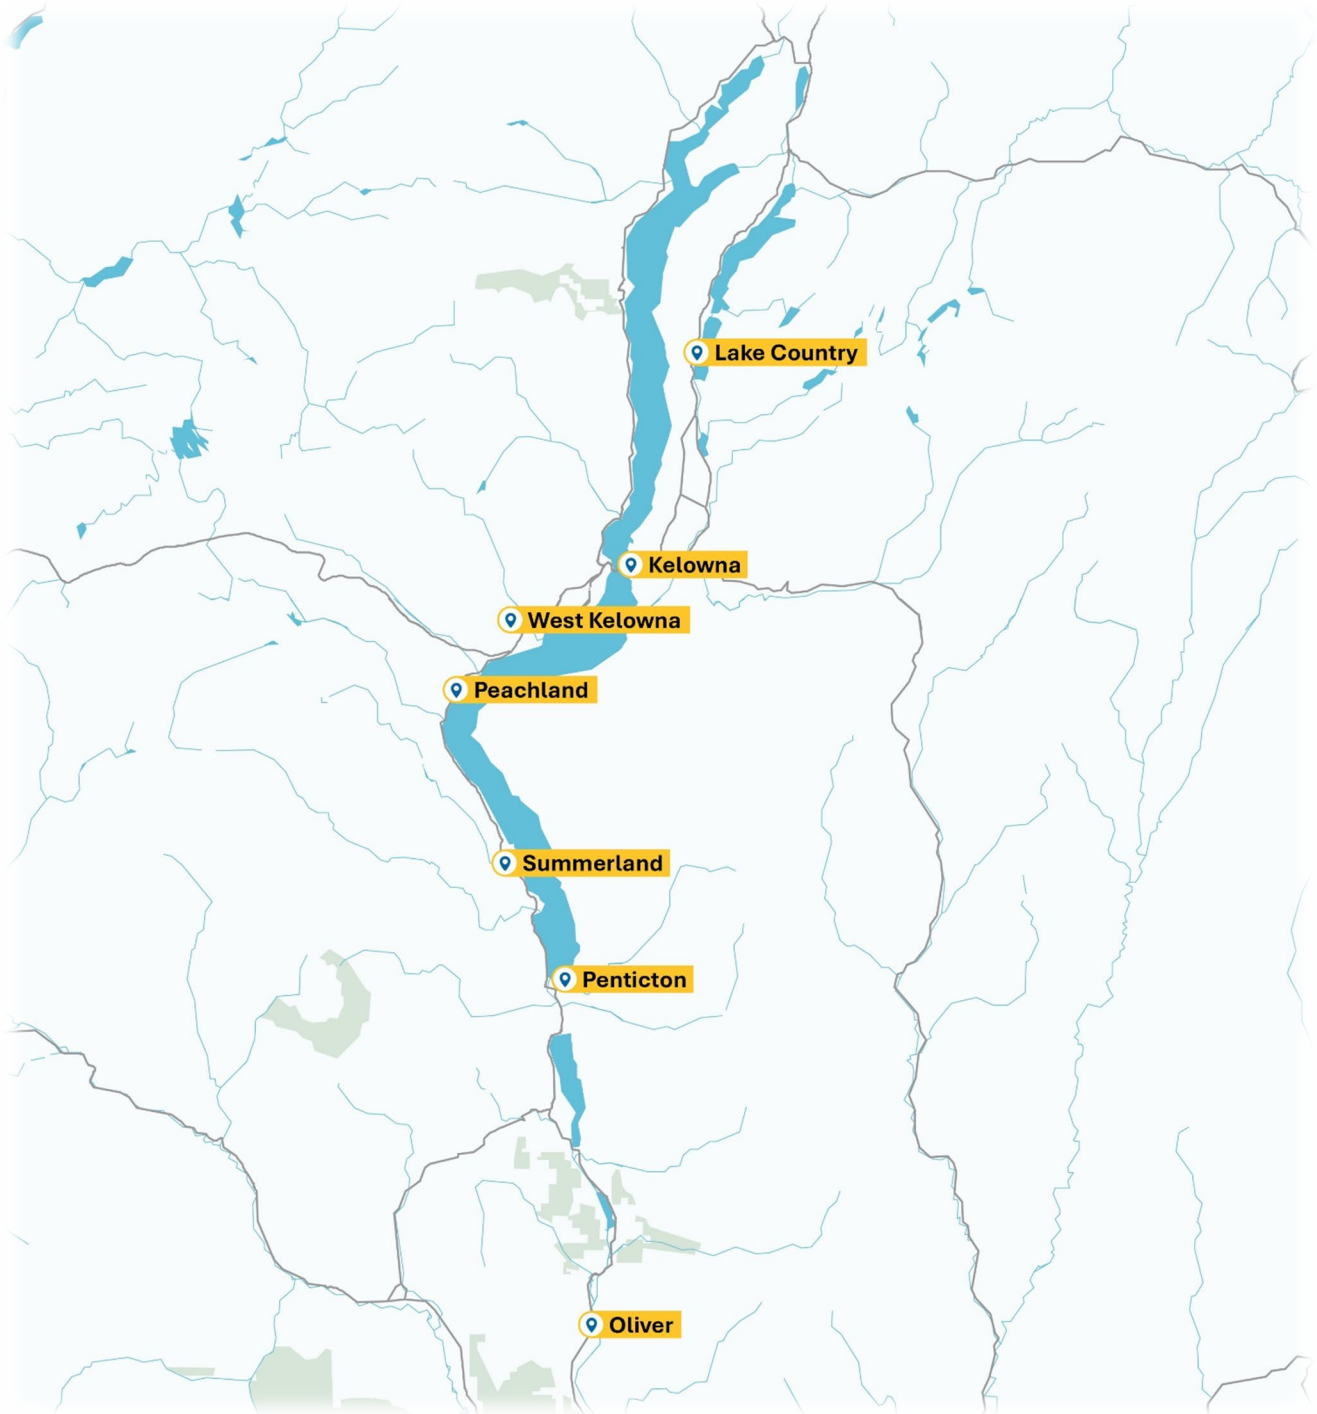 Lake Country
Kelowna
West Kelowna
Peachland
Summerland
Penticton
Oliver